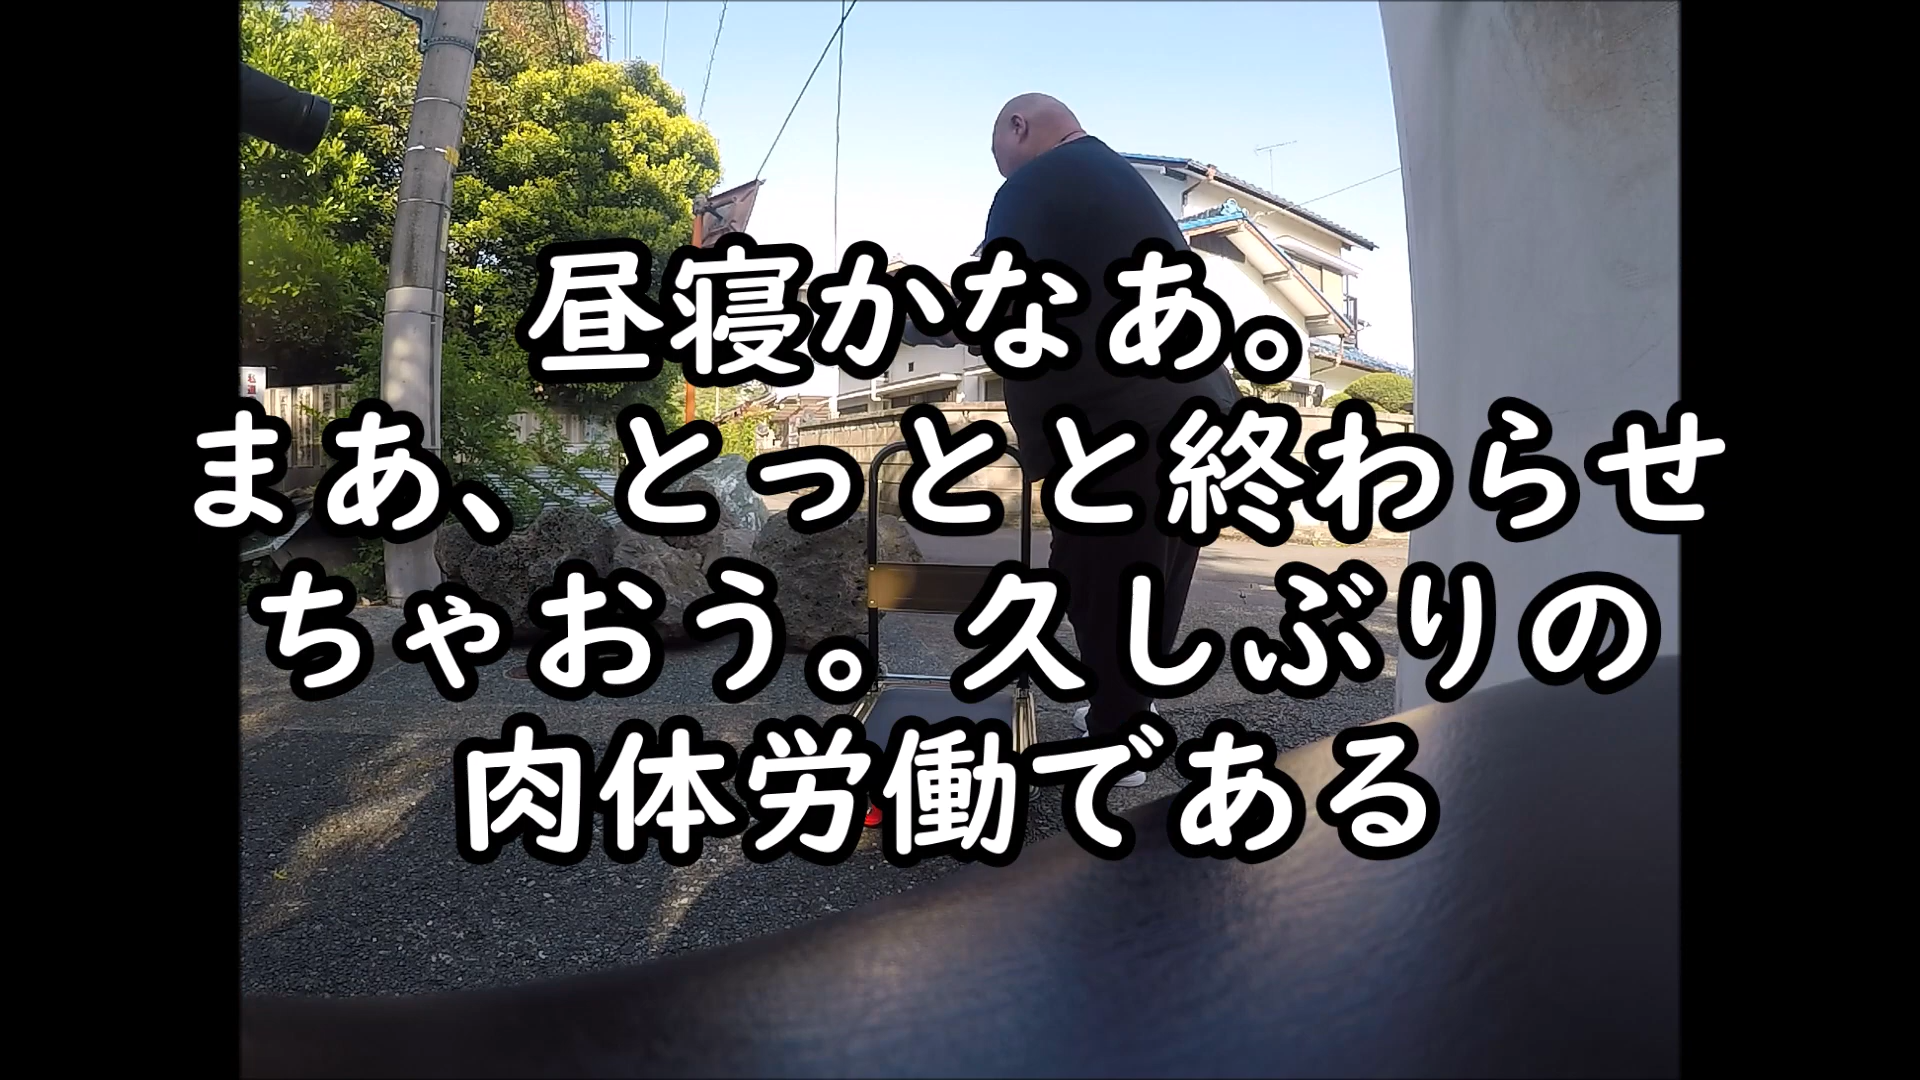 昼寝かなあ。
まあ、とっとと終わらせ
ちゃおう。久しぶりの
肉体労働である